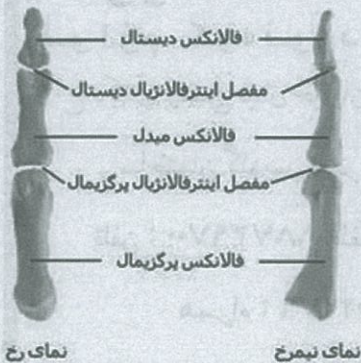 فالانکس دیستال
مفصل اینترفالانژیال دیستال
فالانکس میدل
مفصل اینترفالانژیال پرگزیمال
فالانکس پرگزیمال
نمای نیمرخ
نمای رخ